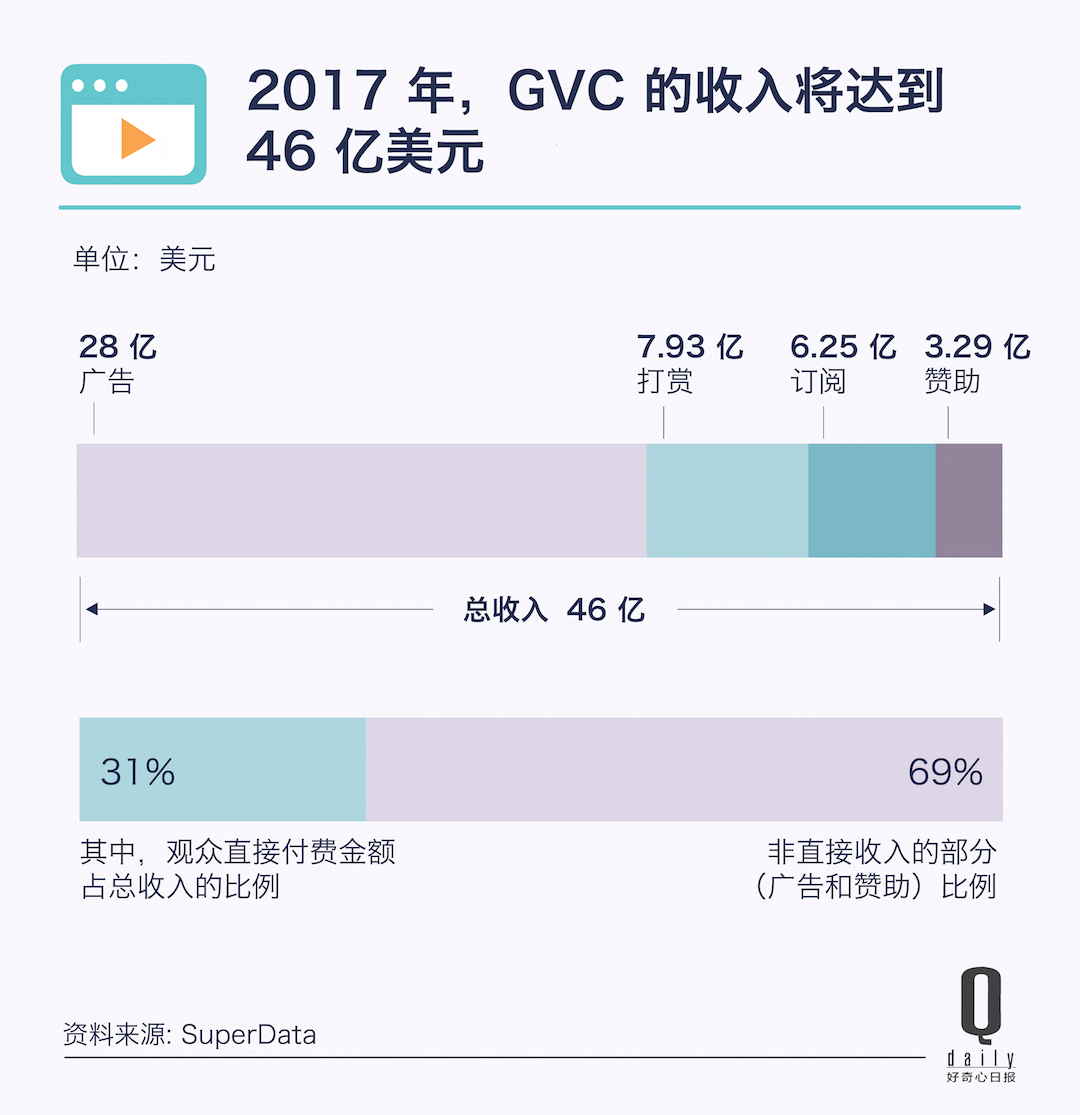 2017 年，GVC 的收入将达到
46 亿美元
单位：美元
28 亿
广告
7.93 亿
打赏
6.25 亿
订阅
3.29 亿
赞助
总收入 46 亿
31%
69%
其中，观众直接付费金额
占总收入的比例
非直接收入的部分
（广告和赞助）比例
资料来源: SuperData
Q
daily
好奇心日报